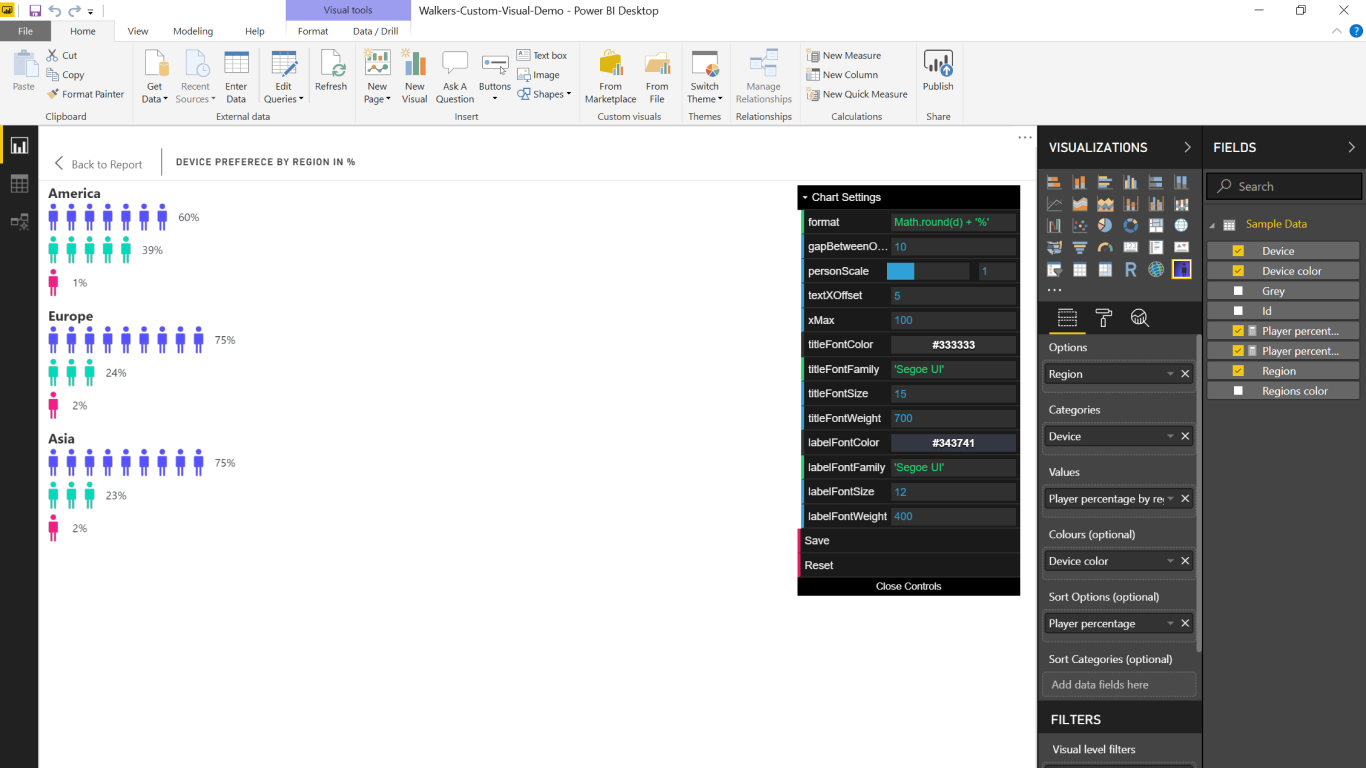 Visual tools
Walkers-Custom-Visual-Demo - Power BI Desktop
File
Home
View
Modeling
Help
Format
Data / Drill
?
Paste
Cut
Copy
Format Painter
Clipboard
Get
Data
Recent
Sources
Enter
Data
Edit
Queries
Refresh
External data
New
Page
New
Visual
Ask A
Question
Buttons
Text box
Image
Shapes
Insert
From
Marketplace
From
File
Custom visuals
Switch
Theme
Themes
Manage
Relationships
Relationships
New Measure
New Column
New Quick Measure
Calculations
Publish
Share
Back to Report
DEVICE PREFERECE BY REGION IN %
America
60%
39%
1%
Europe
75%
24%
2%
Asia
75%
23%
2%
Chart Settings
format Math.round(d) + '%'
gapBetweenO... 10
personScale 1
textXOffset 5
xMax 100
titleFontColor #333333
titleFontFamily 'Segoe UI'
titleFontSize 15
titleFontWeight 700
labelFontColor #343741
labelFontFamily 'Segoe UI'
labelFontSize 12
labelFontWeight 400
Save
Reset
Close Controls
VISUALIZATIONS
R
Options
Region
Categories
Device
Values
Player percentage by re
Colours (optional)
Device color
Sort Options (optional)
Player percentage
Sort Categories (optional)
Add data fields here
FILTERS
Visual level filters
FIELDS
Search
Sample Data
Device
Device color
Grey
Id
Player percent...
Player percent...
Region
Regions color